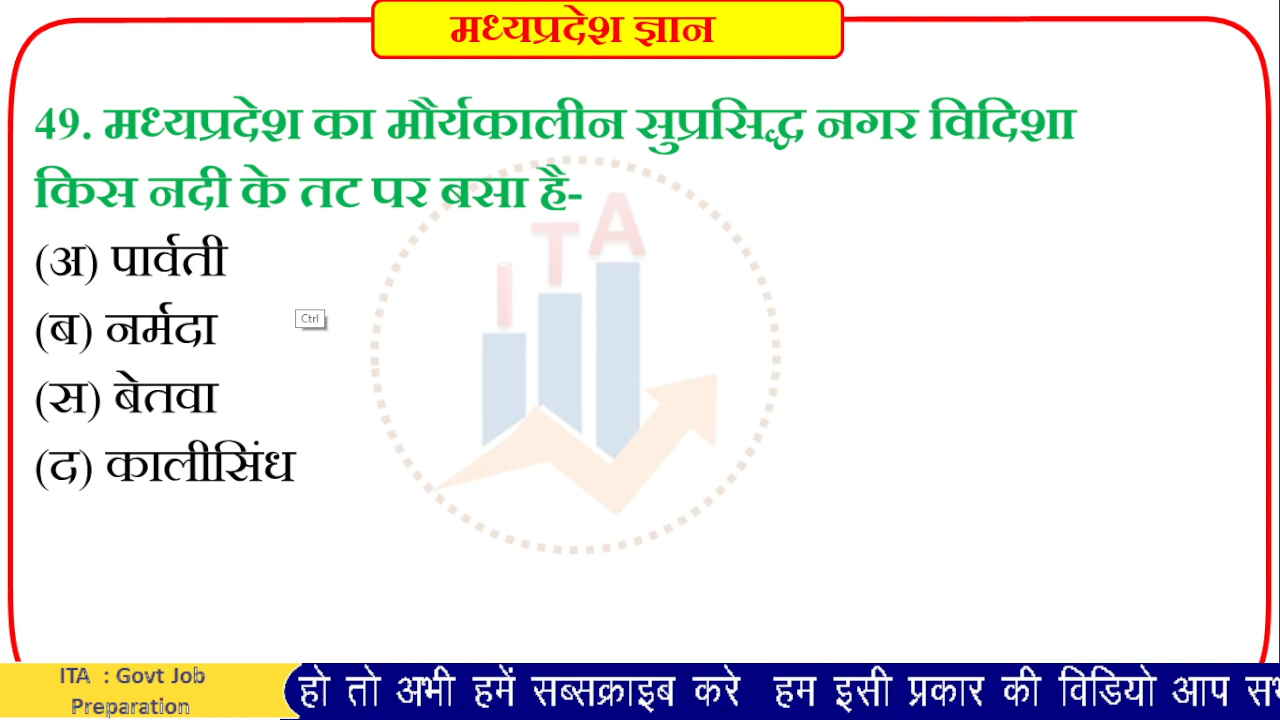 मध्यप्रदेश ज्ञान
49. मध्यप्रदेश का मौर्यकालीन सुप्रसिद्ध नगर विदिशा
किस नदी के तट पर बसा है-
I T A
(अ) पार्वती
(ब) नर्मदा
Ctrl
(स) बेतवा
(द) कालीसिंध
ITA : Govt Job
Preparation
हो तो अभी हमें सब्सक्राइब करे हम इसी प्रकार की विडियो आप